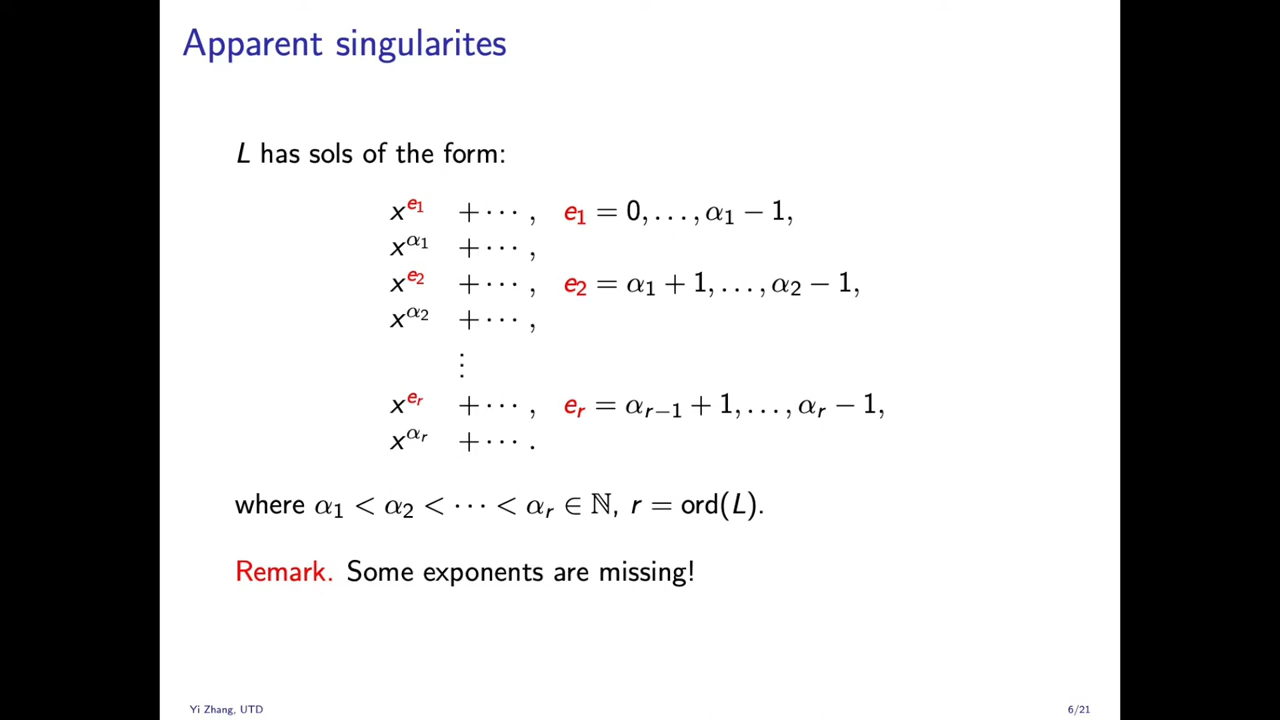 Apparent singularites
L has sols of the form:
x^{e_1} + ··· , e_1 = 0, . . . , α_1 − 1,
x^{α_1} + ··· ,
x^{e_2} + ··· , e_2 = α_1 + 1, . . . , α_2 − 1,
x^{α_2} + ··· ,
⋮
x^{e_r} + ··· , e_r = α_{r−1} + 1, . . . , α_r − 1,
x^{α_r} + ··· .
where α_1 < α_2 < ··· < α_r ∈ ℕ, r = ord(L).
Remark. Some exponents are missing!
Yi Zhang, UTD
6/21